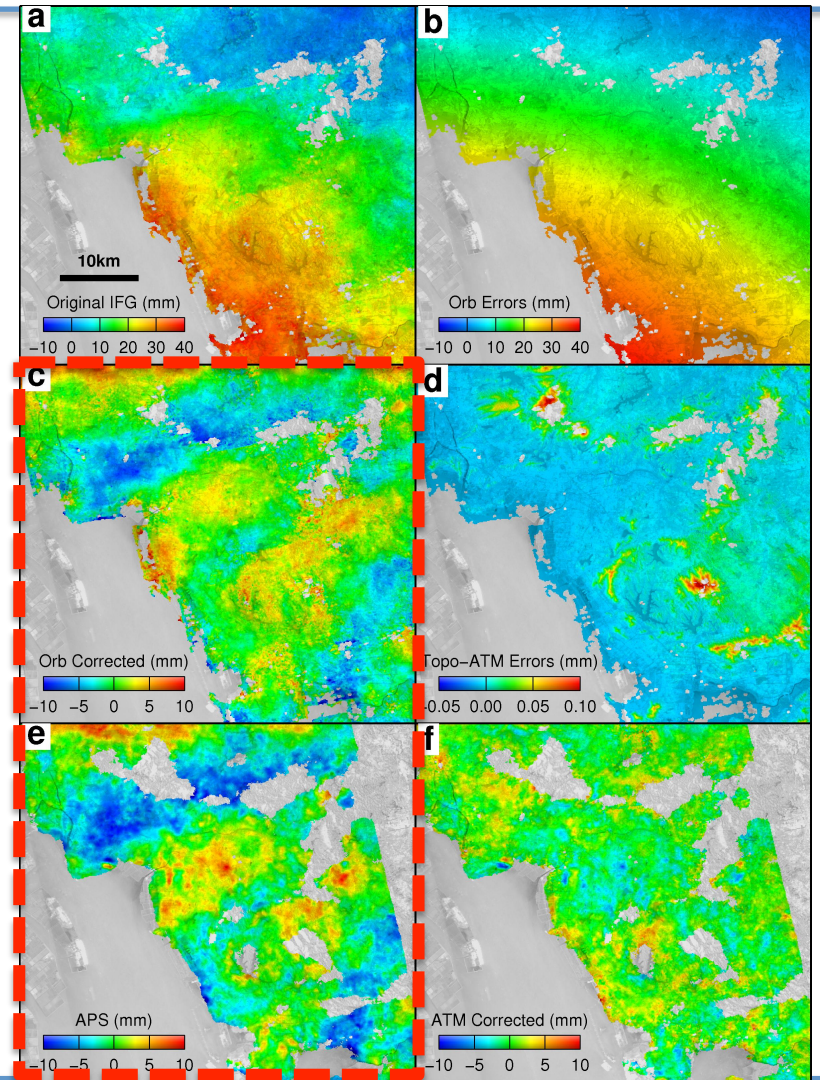 a
b
10km
Original IFG (mm)
−10 0 10 20 30 40
Orb Errors (mm)
−10 0 10 20 30 40
c
d
Orb Corrected (mm)
−10 −5 0 5 10
Topo−ATM Errors (mm)
-0.05 0.00 0.05 0.10
e
f
APS (mm)
−10 −5 0 5 10
ATM Corrected (mm)
−10 −5 0 5 10